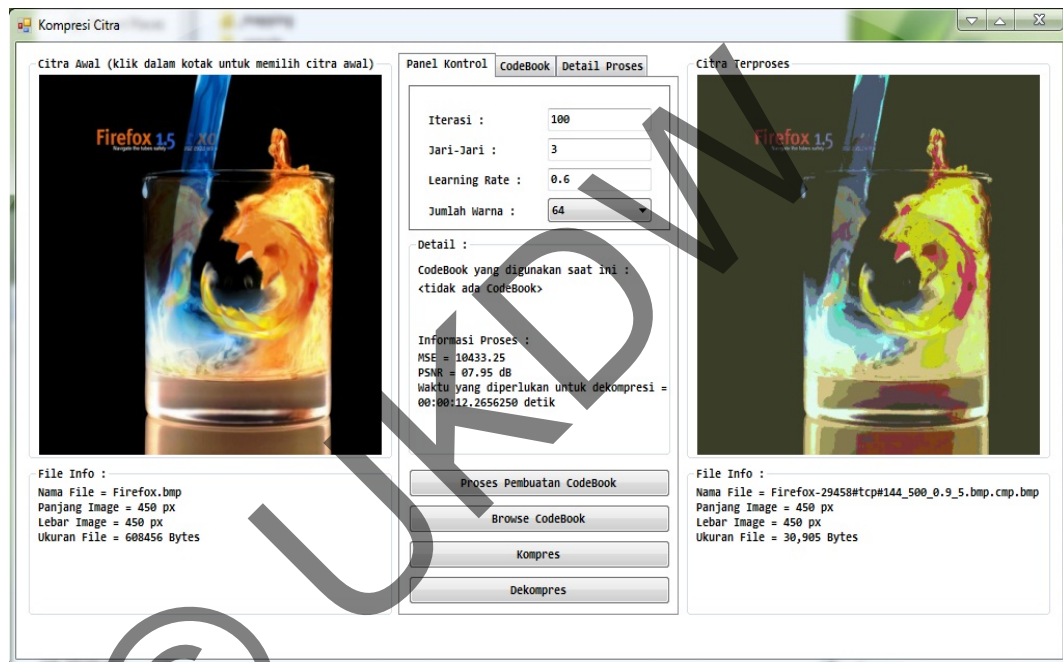 Kompresi Citra
Citra Awal (klik dalam kotak untuk memilih citra awal)
Firefox 1.5
File Info :
Nama File = Firefox.bmp
Panjang Image = 450 px
Lebar Image = 450 px
Ukuran File = 608456 Bytes
Panel Kontrol CodeBook Detail Proses
Iterasi : 100
Jari-Jari : 3
Learning Rate : 0.6
Jumlah Warna : 64
Detail :
CodeBook yang digunakan saat ini :
<tidak ada CodeBook>
Informasi Proses :
MSE = 10433.25
PSNR = 07.95 dB
Waktu yang diperlukan untuk dekompresi =
00:00:12.2656250 detik
Proses Pembuatan CodeBook
Browse CodeBook
Kompres
Dekompres
Citra Terproses
Firefox 1.5
File Info :
Nama File = Firefox-29458#tcp#144_500_0.9_5.bmp.cmp.bmp
Panjang Image = 450 px
Lebar Image = 450 px
Ukuran File = 30,905 Bytes
© UKDW